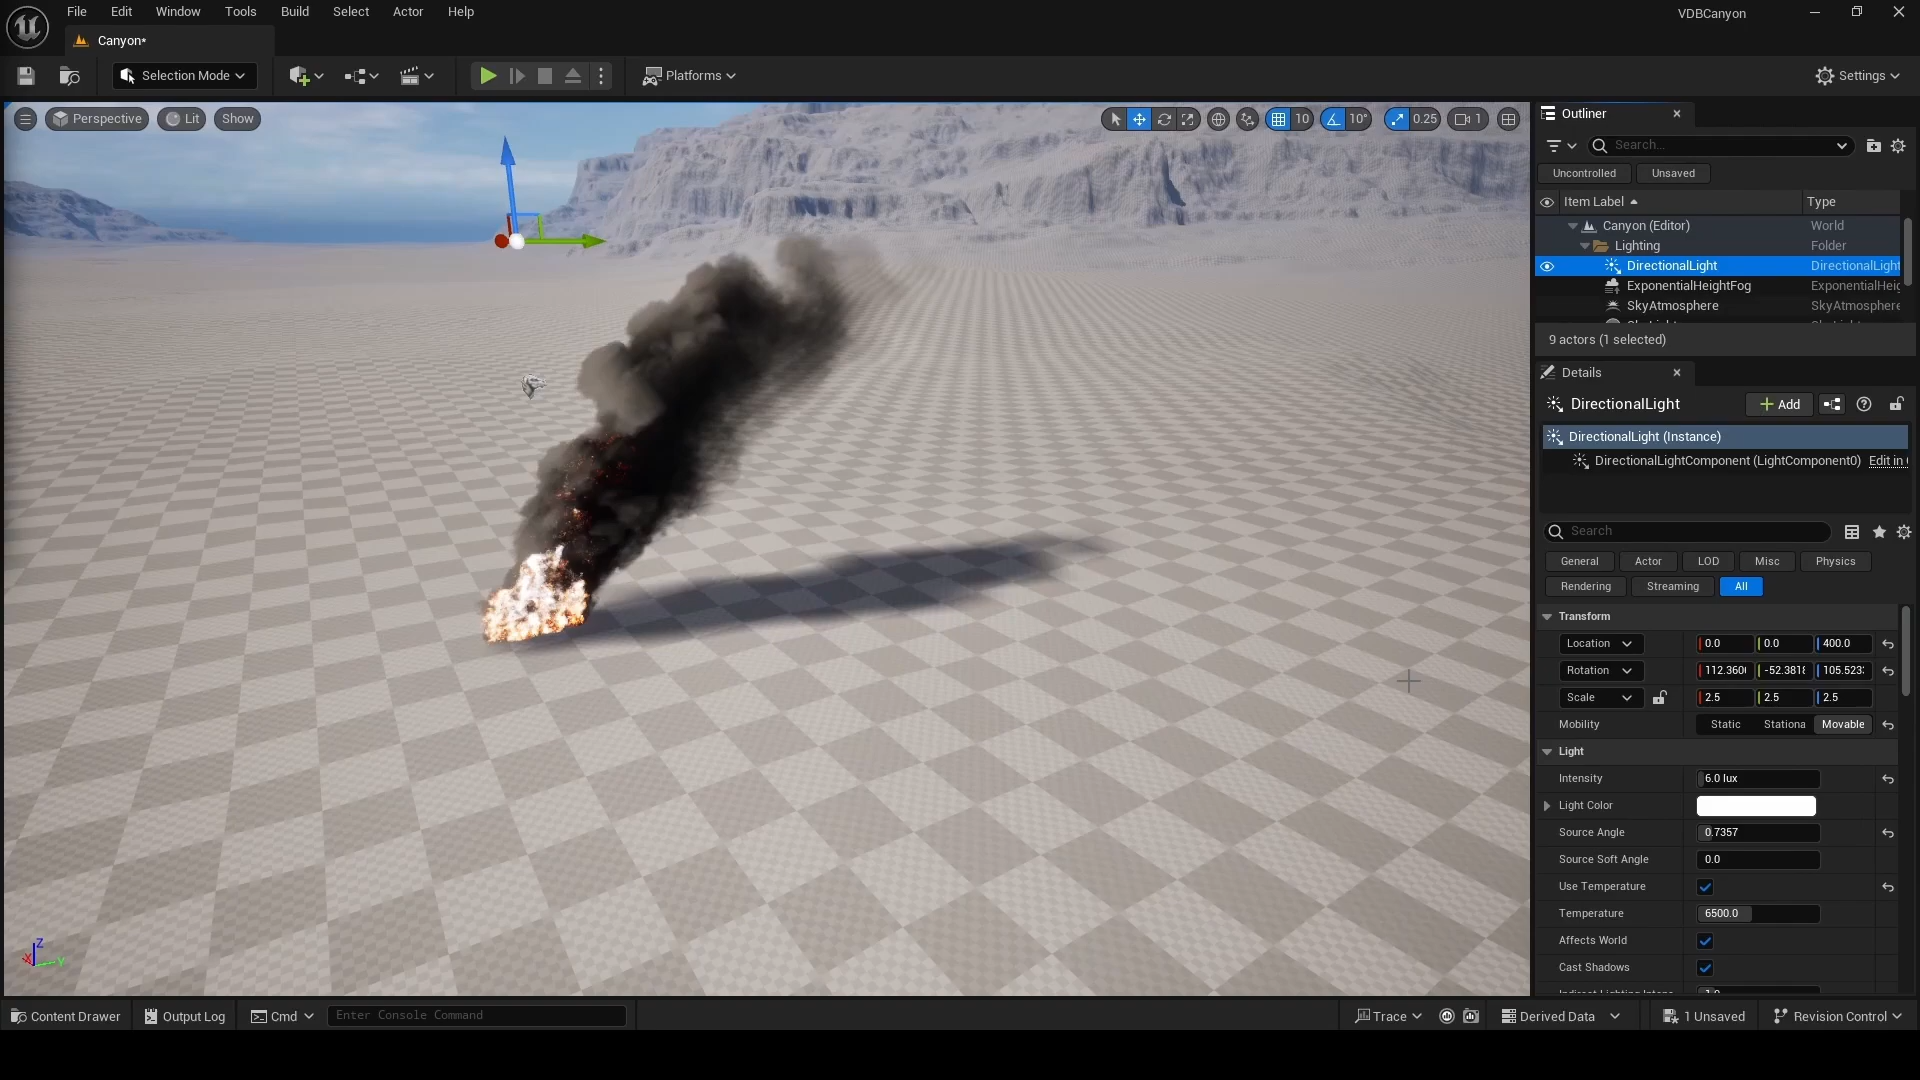 File Edit Window Tools Build Select Actor Help
VDBCanyon
Canyon*
Selection Mode
Platforms
Settings
Perspective
Lit
Show
10
10°
0.25
1
Outliner
Search...
Uncontrolled
Unsaved
Item Label
Type
Canyon (Editor)
World
Lighting
Folder
DirectionalLight
DirectionalLight
ExponentialHeightFog
ExponentialHeig
SkyAtmosphere
SkyAtmosphere
9 actors (1 selected)
Details
DirectionalLight
Add
DirectionalLight (Instance)
DirectionalLightComponent (LightComponent0)
Edit in
Search
General Actor LOD Misc Physics
Rendering Streaming All
Transform
Location
0.0 0.0 400.0
Rotation
-52.3818
Scale
2.5 2.5 2.5
Mobility
Static Stationa Movable
Light
Intensity
6.0 lux
Light Color
Source Angle
0.7357
Source Soft Angle
0.0
Use Temperature
Temperature
6500.0
Affects World
Cast Shadows
Z
X
Y
Content Drawer
Output Log
Cmd
Enter Console Command
Trace
Derived Data
1 Unsaved
Revision Control